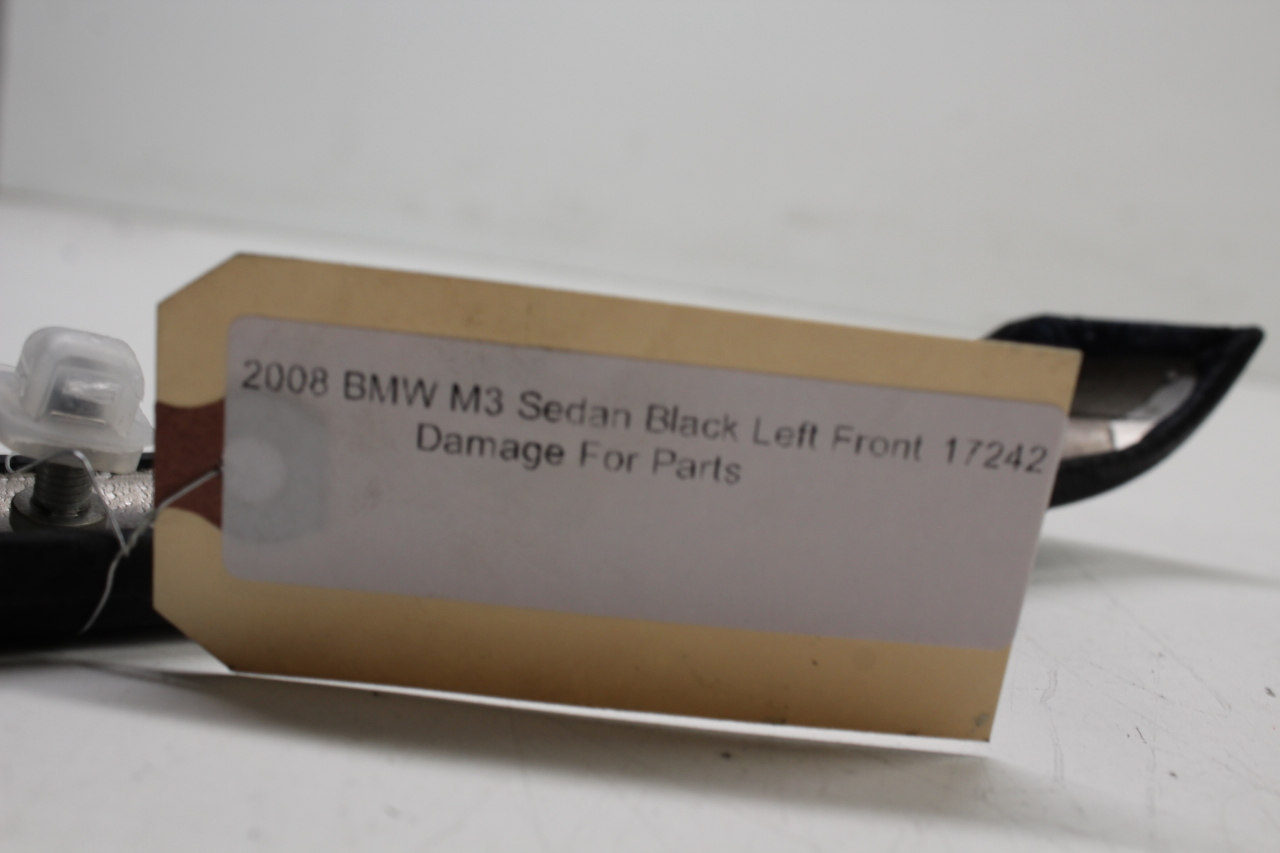 2008 BMW M3 Sedan Black Left Front 17242
Damage For Parts